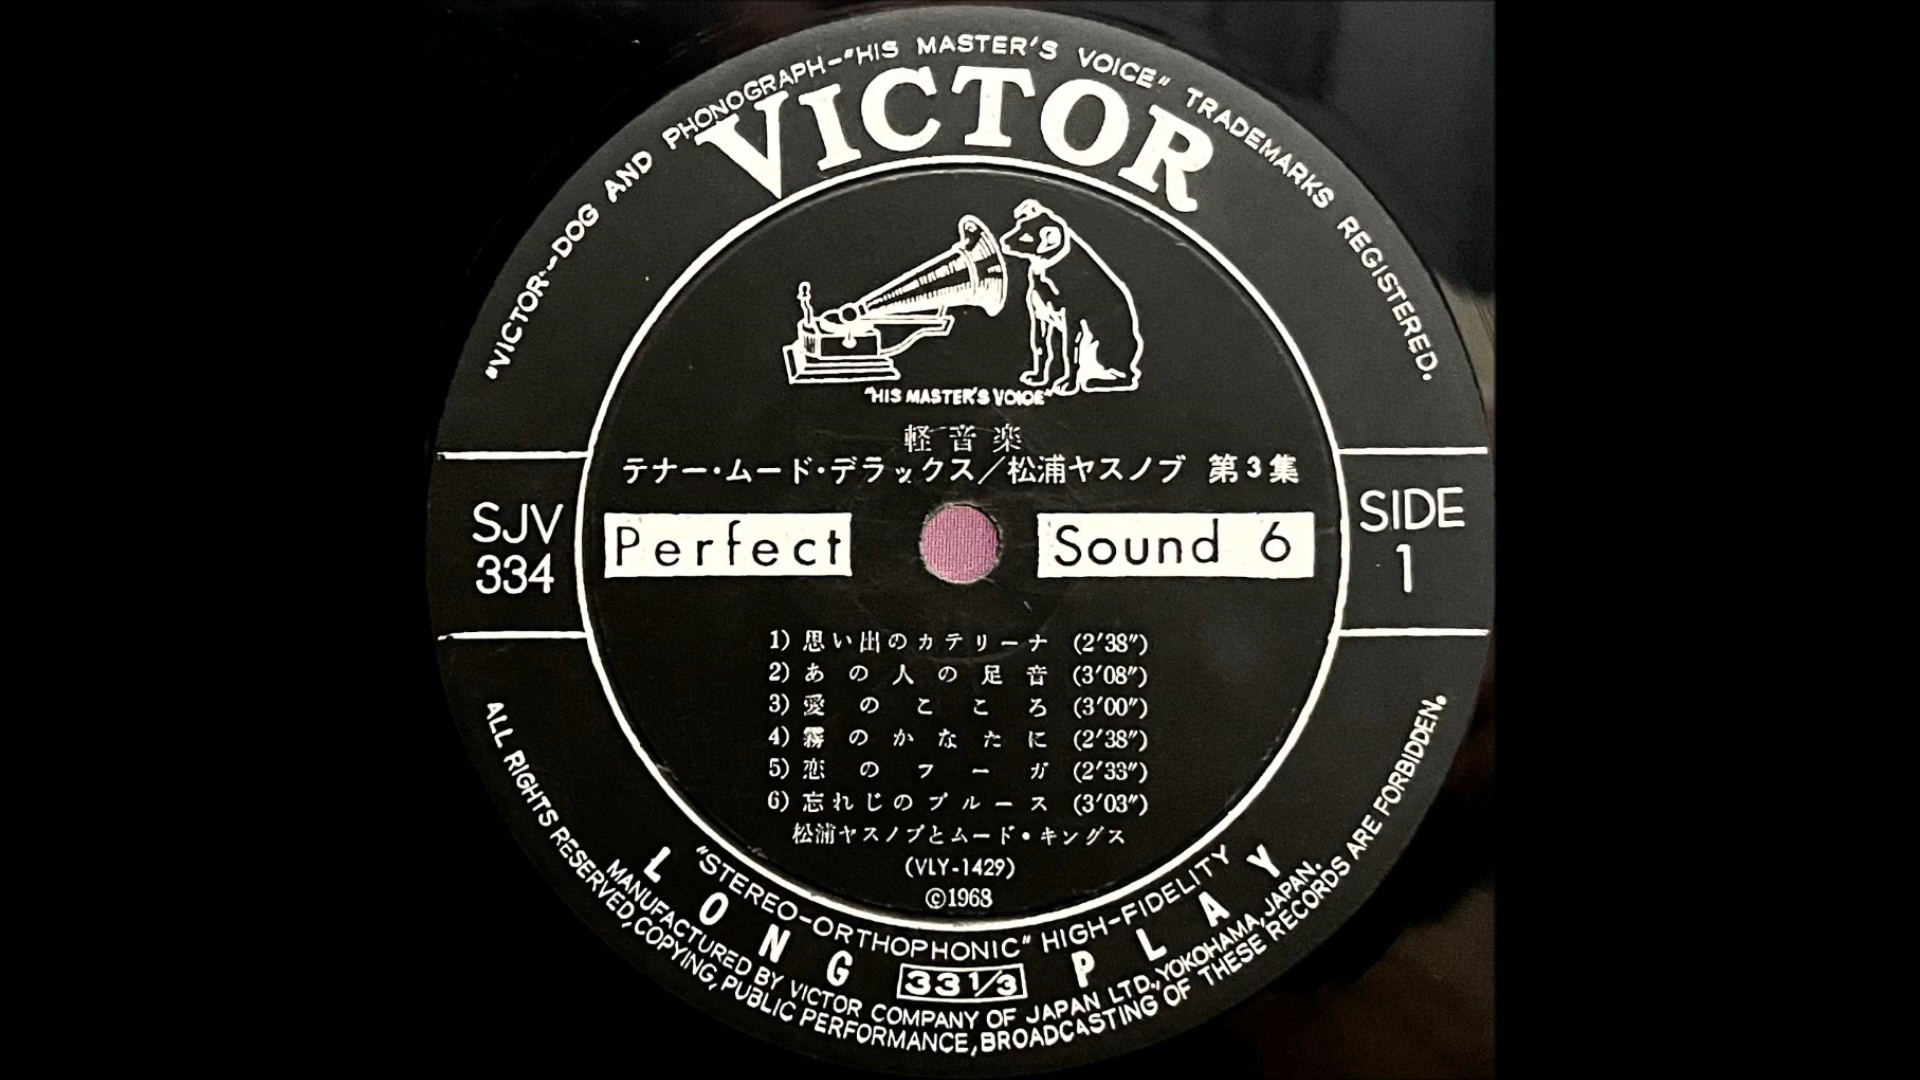 "VICTOR"-DOG AND PHONOGRAPH-"HIS MASTER'S VOICE" TRADEMARKS REGISTERED.
VICTOR
"HIS MASTER'S VOICE"
軽音楽
テナー・ムード・デラックス／松浦ヤスノブ 第3集
SJV
334
Perfect Sound 6
SIDE
1
1) 思い出のカテリーナ (2'38")
2) あの人の足音 (3'08")
3) 愛のこころ (3'00")
4) 霧のかなたに (2'38")
5) 恋のフーガ (2'33")
6) 忘れじのブルース (3'03")
松浦ヤスノブとムード・キングス
(VLY-1429)
©1968
"STEREO-ORTHOPHONIC" HIGH-FIDELITY
LONG 33 1/3 PLAY
MANUFACTURED BY VICTOR COMPANY OF JAPAN LTD., YOKOHAMA, JAPAN.
ALL RIGHTS RESERVED, COPYING, PUBLIC PERFORMANCE, BROADCASTING OF THESE RECORDS ARE FORBIDDEN.